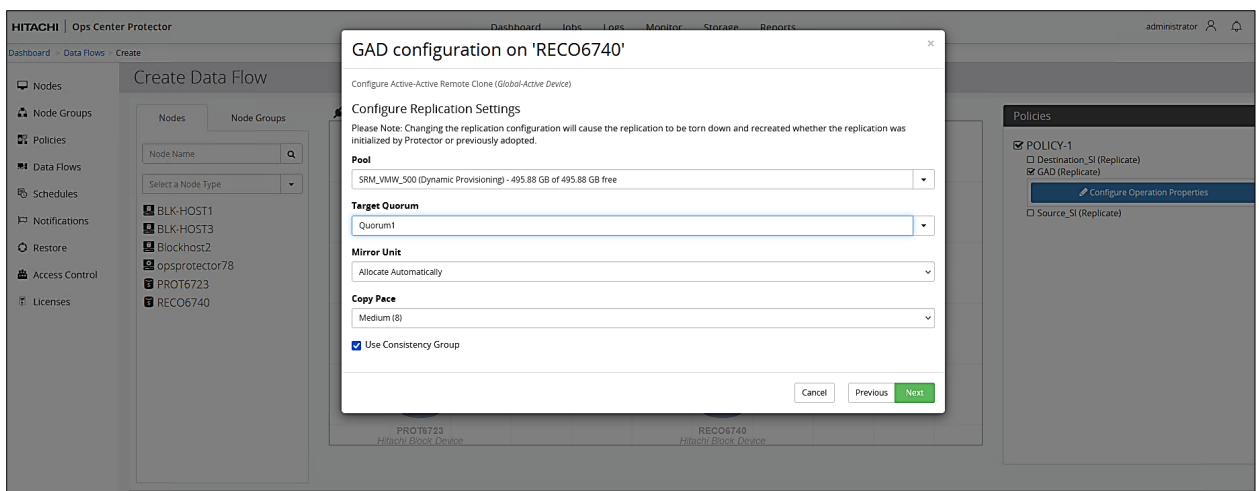 HITACHI | Ops Center Protector
Dashboard Jobs Logs Monitor Storage Reports
administrator
Dashboard > Data Flows > Create
Create Data Flow
Nodes
Node Groups
Policies
Data Flows
Schedules
Notifications
Restore
Access Control
Licenses
Nodes Node Groups
Node Name
Select a Node Type
BLK-HOST1
BLK-HOST3
Blockhost2
opsprotector78
PROT6723
RECO6740
GAD configuration on 'RECO6740'
×
Configure Active-Active Remote Clone (Global-Active Device)
Configure Replication Settings
Please Note: Changing the replication configuration will cause the replication to be torn down and recreated whether the replication was
initialized by Protector or previously adopted.
Pool
SRM_VMW_500 (Dynamic Provisioning) - 495.88 GB of 495.88 GB free
Target Quorum
Quorum1
Mirror Unit
Allocate Automatically
Copy Pace
Medium (8)
Use Consistency Group
Cancel Previous Next
PROT6723
Hitachi Block Device
RECO6740
Hitachi Block Device
Policies
POLICY-1
Destination_SI (Replicate)
GAD (Replicate)
Configure Operation Properties
Source_SI (Replicate)